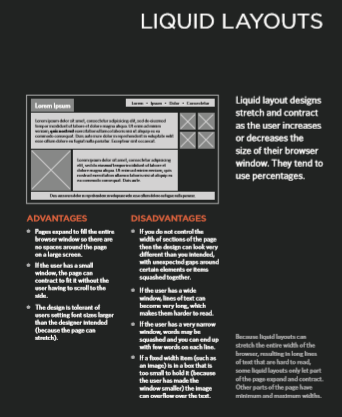 LIQUID LAYOUTS
Lorem Ipsum
Lorem • Ipsum • Dolor • Consectetur
Liquid layout designs
stretch and contract
as the user increases
or decreases the
size of their browser
window. They tend to
use percentages.
ADVANTAGES
Pages expand to fill the entire
browser window so there are
no spaces around the page
on a large screen.
If the user has a small
window, the page can
contract to fit it without the
user having to scroll to the
side.
The design is tolerant of
users setting font sizes larger
than the designer intended
(because the page can
stretch).
DISADVANTAGES
If you do not control the
width of sections of the page
then the design can look very
different than you intended,
with unexpected gaps around
certain elements or items
squashed together.
If the user has a wide
window, lines of text can
become very long, which
makes them harder to read.
If the user has a very narrow
window, words may be
squashed and you can end up
with few words on each line.
If a fixed width item (such as
an image) is in a box that is
too small to hold it (because
the user has made the
window smaller) the image
can overflow over the text.
Because liquid layouts can
stretch the entire width of the
browser, resulting in long lines
of text that are hard to read,
some liquid layouts only let part
of the page expand and contract.
Other parts of the page have
minimum and maximum widths.